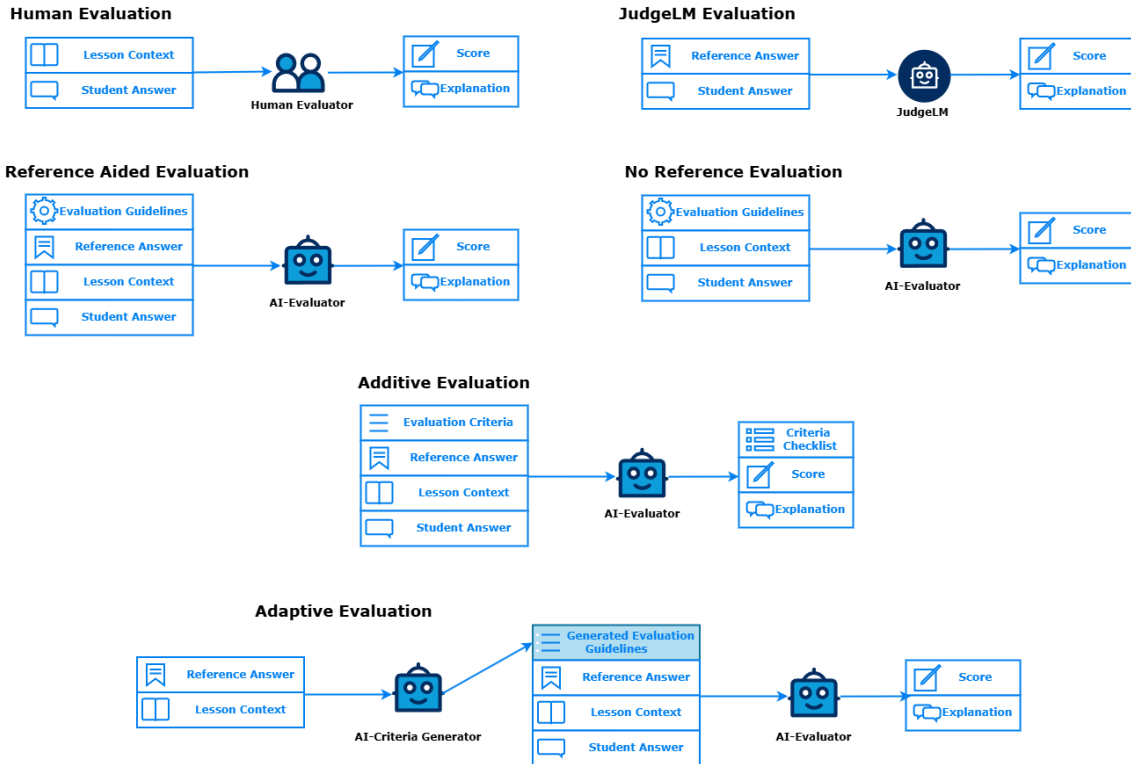 Human Evaluation
Lesson Context
Student Answer
Human Evaluator
Score
Explanation
JudgeLM Evaluation
Reference Answer
Student Answer
JudgeLM
Score
Explanation
Reference Aided Evaluation
Evaluation Guidelines
Reference Answer
Lesson Context
Student Answer
AI-Evaluator
Score
Explanation
No Reference Evaluation
Evaluation Guidelines
Lesson Context
Student Answer
AI-Evaluator
Score
Explanation
Additive Evaluation
Evaluation Criteria
Reference Answer
Lesson Context
Student Answer
AI-Evaluator
Criteria
Checklist
Score
Explanation
Adaptive Evaluation
Reference Answer
Lesson Context
AI-Criteria Generator
Generated Evaluation
Guidelines
Reference Answer
Lesson Context
Student Answer
AI-Evaluator
Score
Explanation